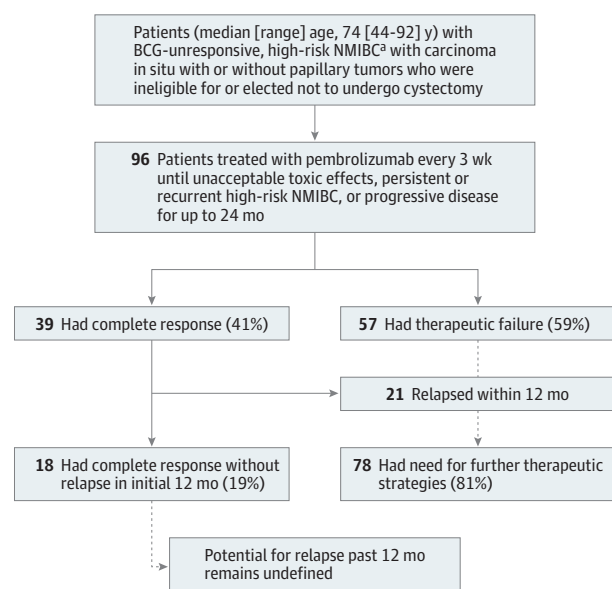 Patients (median [range] age, 74 [44-92] y) with
BCG-unresponsive, high-risk NMIBCa with carcinoma
in situ with or without papillary tumors who were
ineligible for or elected not to undergo cystectomy
96 Patients treated with pembrolizumab every 3 wk
until unacceptable toxic effects, persistent or
recurrent high-risk NMIBC, or progressive disease
for up to 24 mo
39 Had complete response (41%)
57 Had therapeutic failure (59%)
21 Relapsed within 12 mo
18 Had complete response without
relapse in initial 12 mo (19%)
78 Had need for further therapeutic
strategies (81%)
Potential for relapse past 12 mo
remains undefined